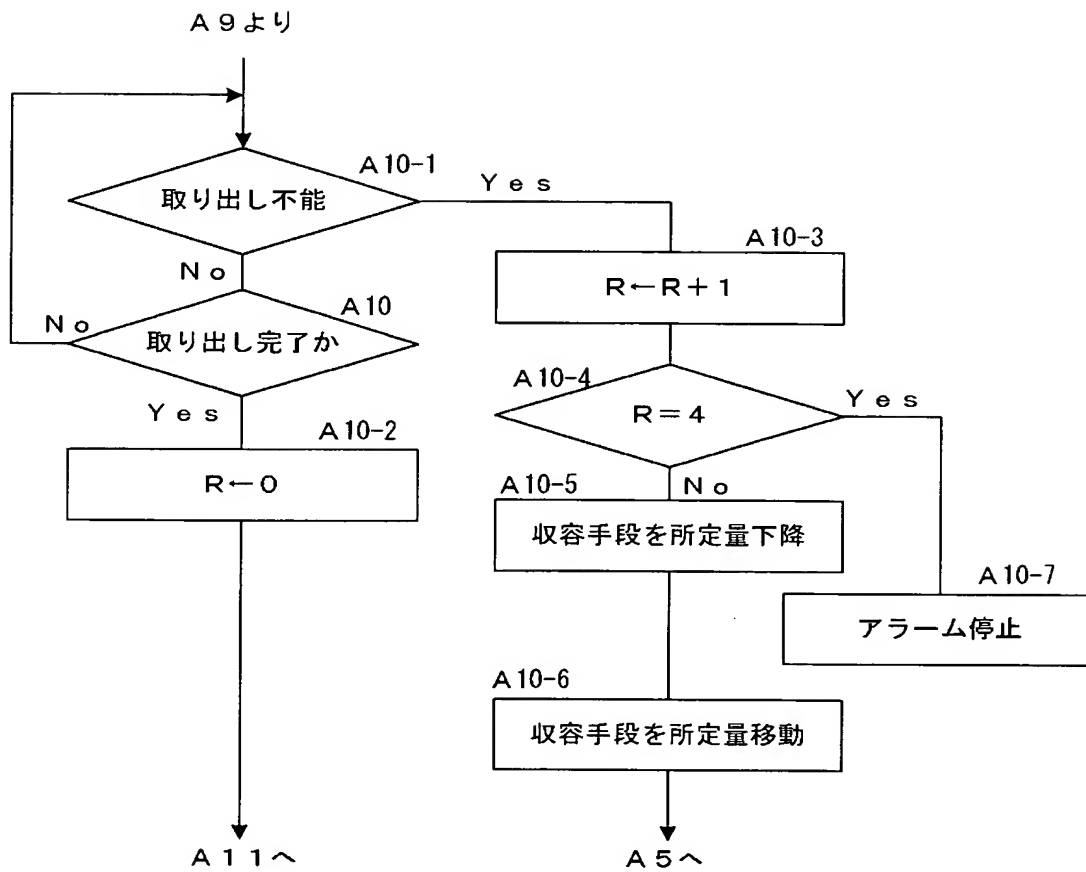 A9より
A10-1
取り出し不能
Yes
No
A10-3
R←R+1
A10
取り出し完了か
No
Yes
A10-4
R=4
Yes
No
A10-2
R←0
A10-5
収容手段を所定量下降
A10-7
アラーム停止
A10-6
収容手段を所定量移動
A11へ
A5へ